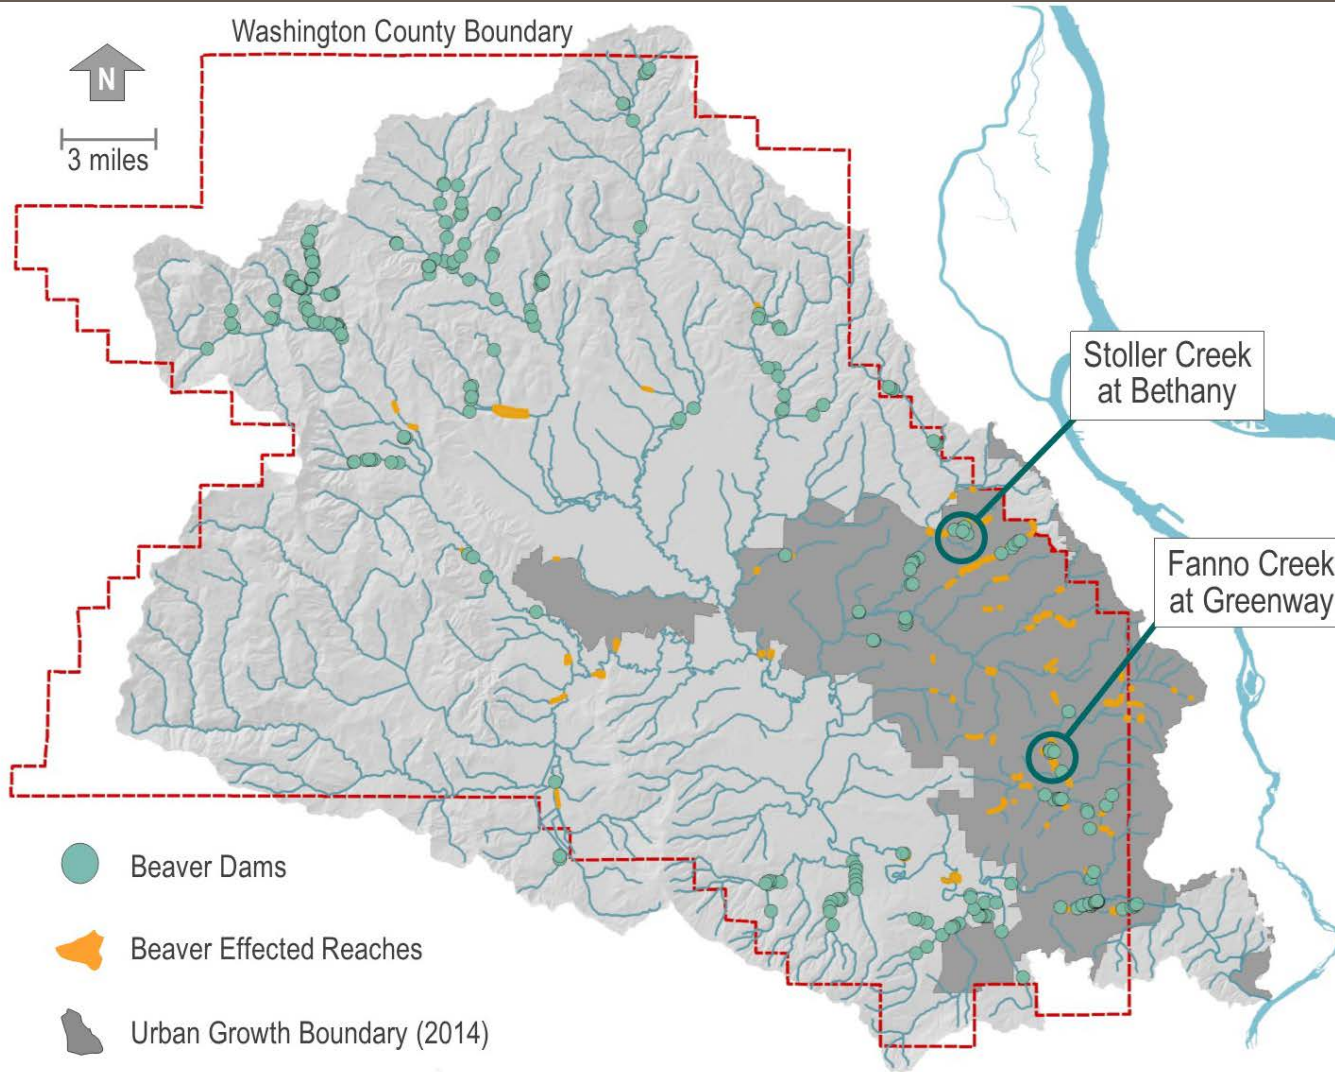 Washington County Boundary
N
3 miles
Stoller Creek
at Bethany
Fanno Creek
at Greenway
Beaver Dams
Beaver Effected Reaches
Urban Growth Boundary (2014)